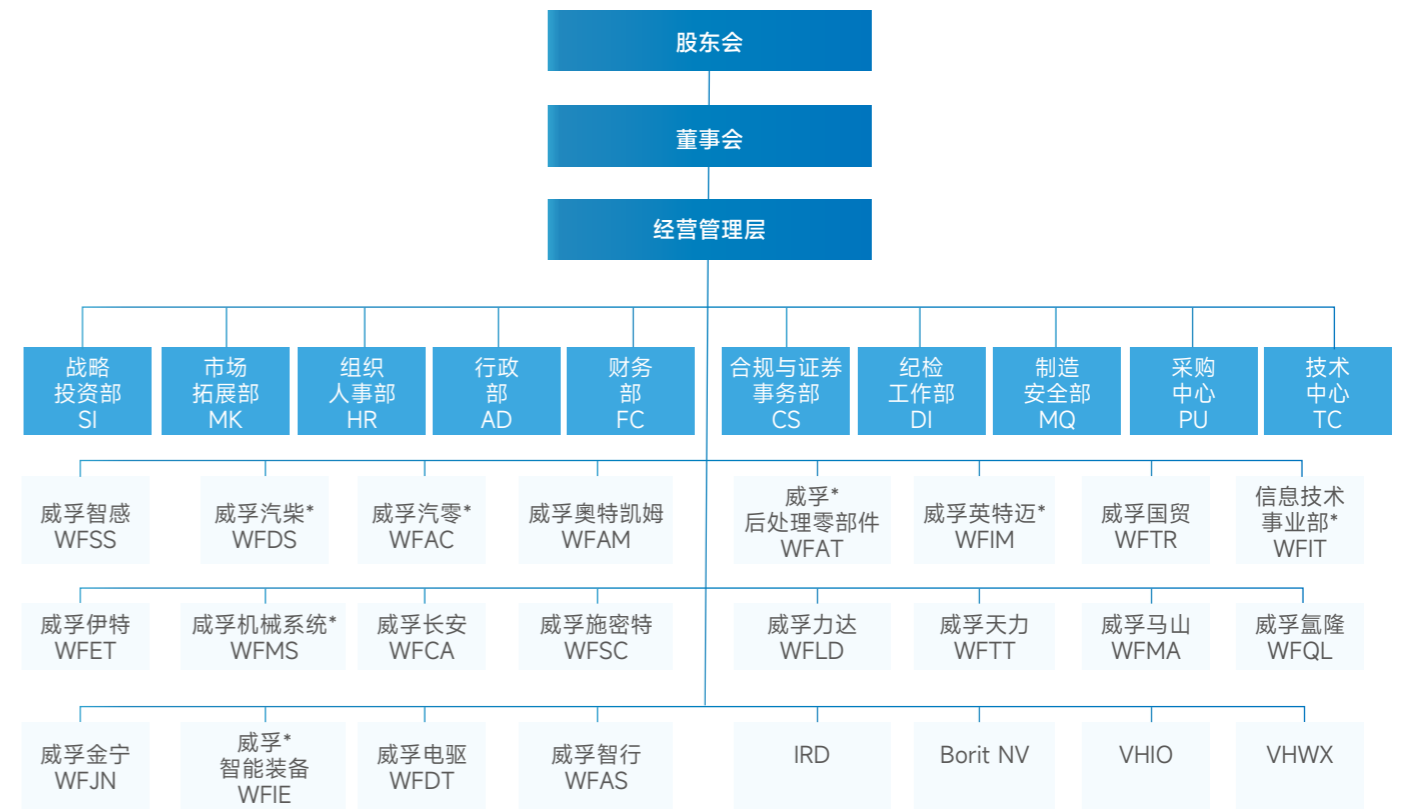 股东会
董事会
经营管理层
战略
投资部
SI
市场
拓展部
MK
组织
人事部
HR
行政
部
AD
财务
部
FC
合规与证券
事务部
CS
纪检
工作部
DI
制造
安全部
MQ
采购
中心
PU
技术
中心
TC
威孚智感
WFSS
威孚汽柴*
WFDS
威孚汽零*
WFAC
威孚奥特凯姆
WFAM
威孚*
后处理零部件
WFAT
威孚英特迈*
WFIM
威孚国贸
WFTR
信息技术
事业部*
WFIT
威孚伊特
WFET
威孚机械系统*
WFMS
威孚长安
WFCA
威孚施密特
WFSC
威孚力达
WFLD
威孚天力
WFTT
威孚马山
WFMA
威孚氢隆
WFQL
威孚金宁
WFJN
威孚*
智能装备
WFIE
威孚电驱
WFDT
威孚智行
WFAS
IRD
Borit NV
VHIO
VHWX